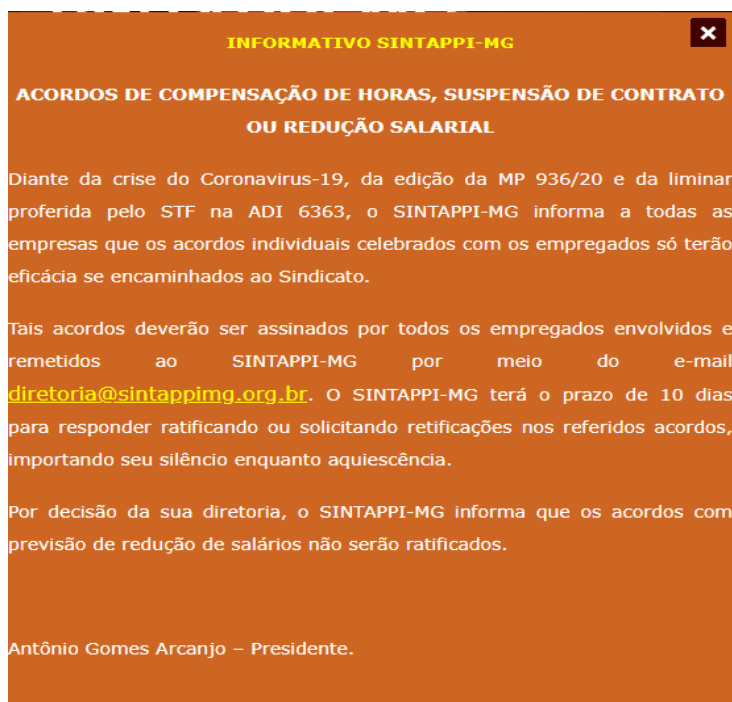 INFORMATIVO SINTAPPI-MG
ACORDOS DE COMPENSAÇÃO DE HORAS, SUSPENSÃO DE CONTRATO
OU REDUÇÃO SALARIAL
Diante da crise do Coronavirus-19, da edição da MP 936/20 e da liminar
proferida pelo STF na ADI 6363, o SINTAPPI-MG informa a todas as
empresas que os acordos individuais celebrados com os empregados só terão
eficácia se encaminhados ao Sindicato.
Tais acordos deverão ser assinados por todos os empregados envolvidos e
remetidos ao SINTAPPI-MG por meio do e-mail
diretoria@sintappimg.org.br. O SINTAPPI-MG terá o prazo de 10 dias
para responder ratificando ou solicitando retificações nos referidos acordos,
importando seu silêncio enquanto aquiescência.
Por decisão da sua diretoria, o SINTAPPI-MG informa que os acordos com
previsão de redução de salários não serão ratificados.
Antônio Gomes Arcanjo – Presidente.